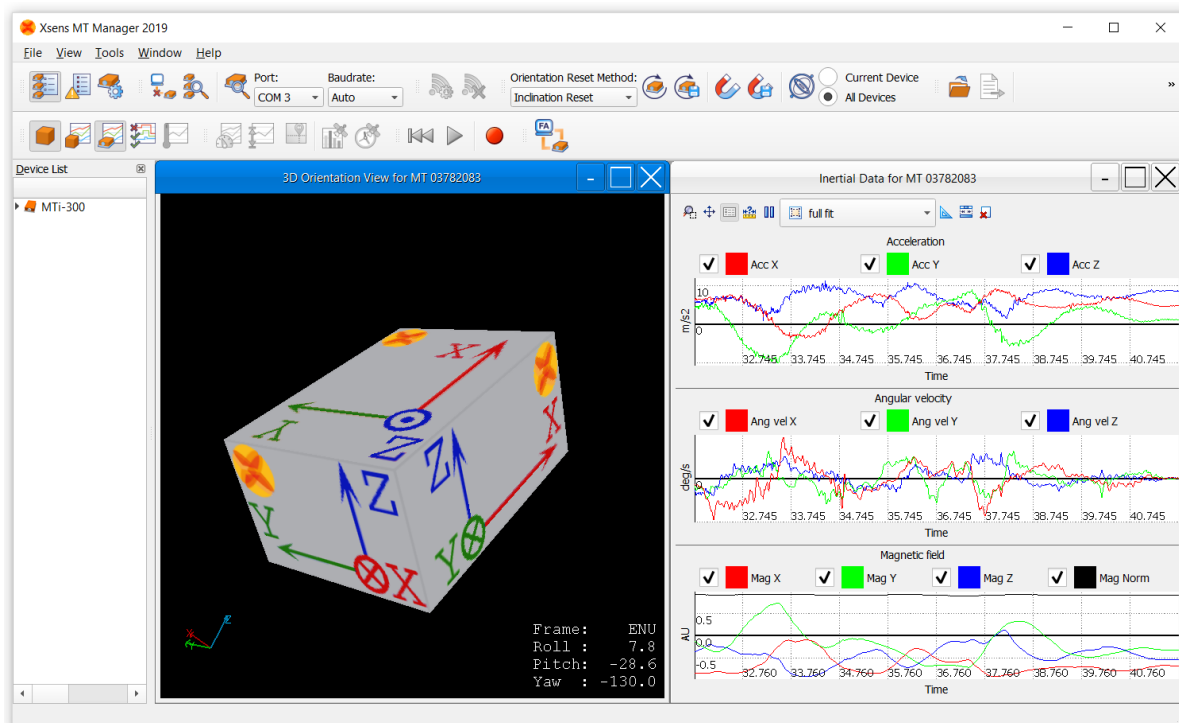 Xsens MT Manager 2019
File View Tools Window Help
Port: Baudrate: Orientation Reset Method: Current Device
COM 3 Auto Inclination Reset All Devices
»
FA
Device List
MTi-300
3D Orientation View for MT 03782083
X
Y
Z
Z
Z
X
Y
Y
X
X
Z
Frame: ENU
Roll : 7.8
Pitch: -28.6
Yaw : -130.0
Inertial Data for MT 03782083
full fit
Acceleration
Acc X Acc Y Acc Z
10
0
m/s2
32.745 33.745 34.745 35.745 36.745 37.745 38.745 39.745 40.745
Time
Angular velocity
Ang vel X Ang vel Y Ang vel Z
0
deg/s
32.745 33.745 34.745 35.745 36.745 37.745 38.745 39.745 40.745
Time
Magnetic field
Mag X Mag Y Mag Z Mag Norm
0.5
0.0
-0.5
AU
32.760 33.760 34.760 35.760 36.760 37.760 38.760 39.760 40.760
Time